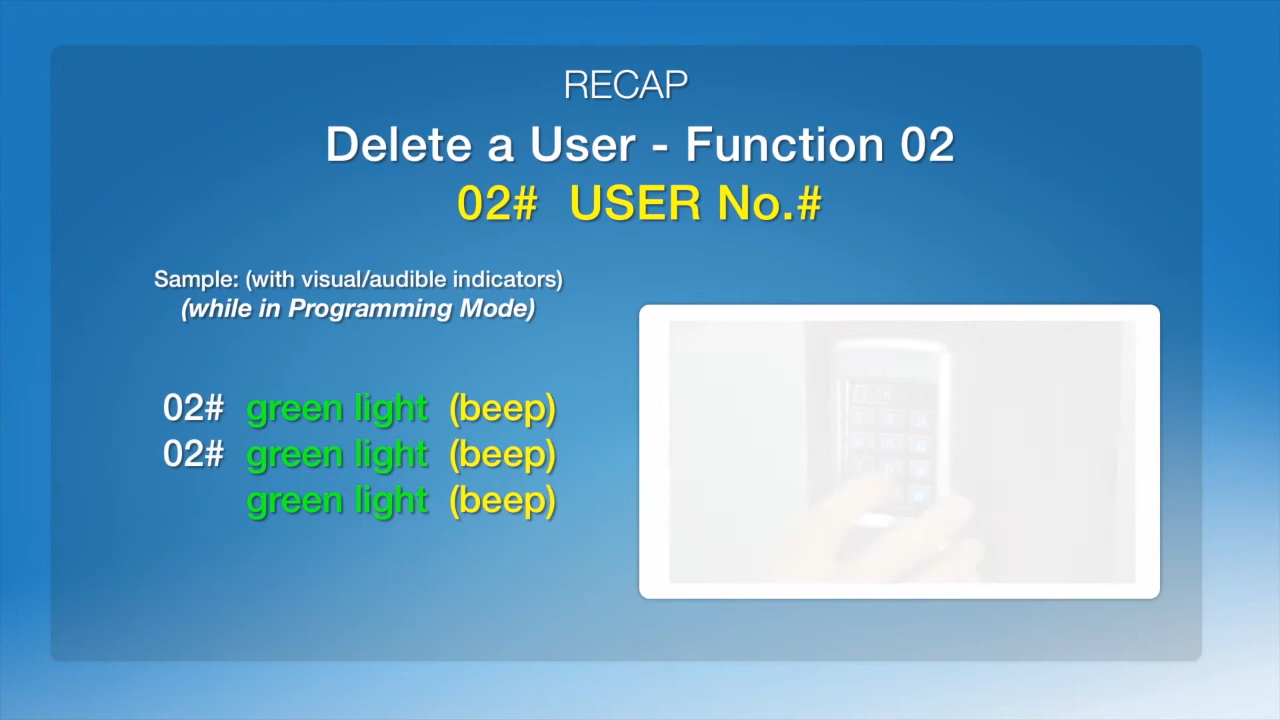 RECAP
Delete a User - Function 02
02# USER No.#
Sample: (with visual/audible indicators)
(while in Programming Mode)
02# green light (beep)
02# green light (beep)
green light (beep)